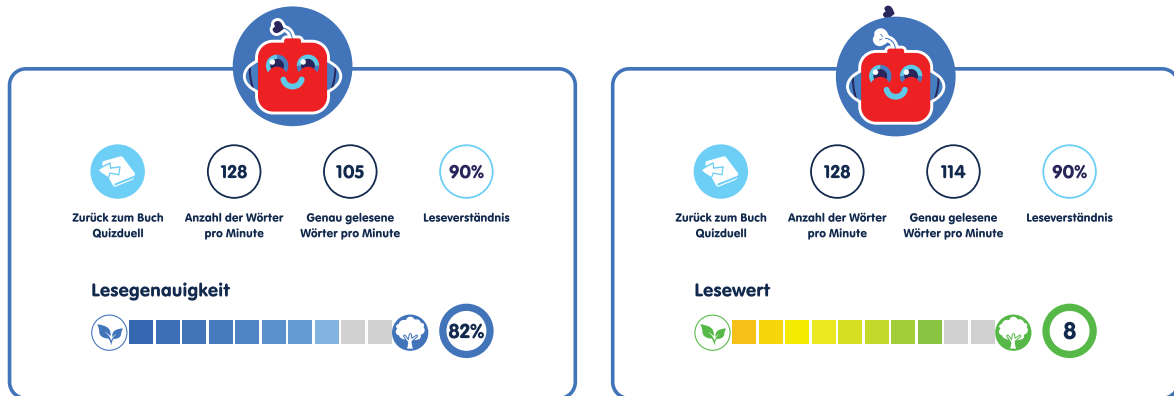 128
105
90%
Zurück zum Buch
Quizduell
Anzahl der Wörter
pro Minute
Genau gelesene
Wörter pro Minute
Leseverständnis
Lesegenauigkeit
82%
128
114
90%
Zurück zum Buch
Quizduell
Anzahl der Wörter
pro Minute
Genau gelesene
Wörter pro Minute
Leseverständnis
Lesewert
8